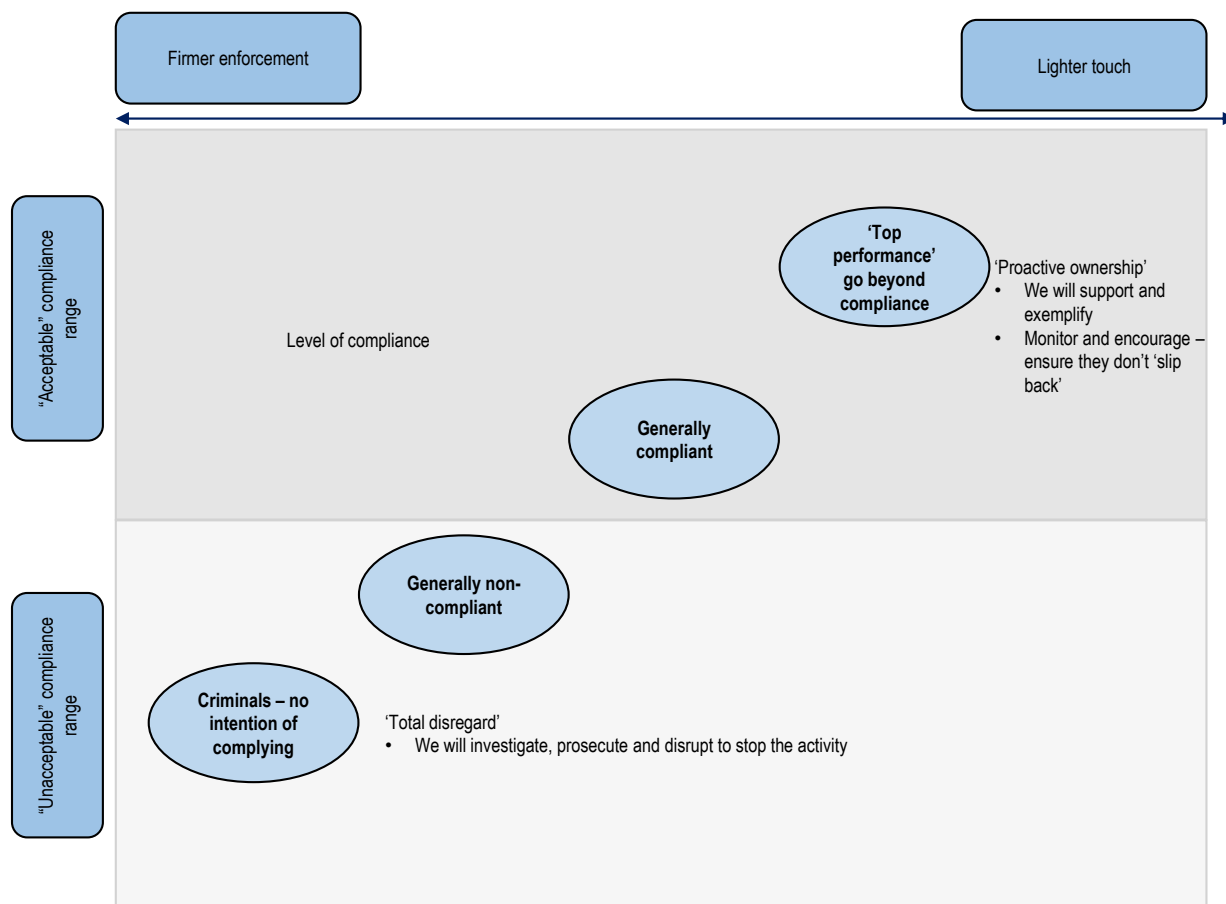 Firmer enforcement
Lighter touch
“Acceptable” compliance
range
‘Top
performance’
go beyond
compliance
‘Proactive ownership’
• We will support and
exemplify
• Monitor and encourage –
ensure they don’t ‘slip
back’
Level of compliance
Generally
compliant
“Unacceptable” compliance
range
Generally non-
compliant
Criminals – no
intention of
complying
‘Total disregard’
• We will investigate, prosecute and disrupt to stop the activity